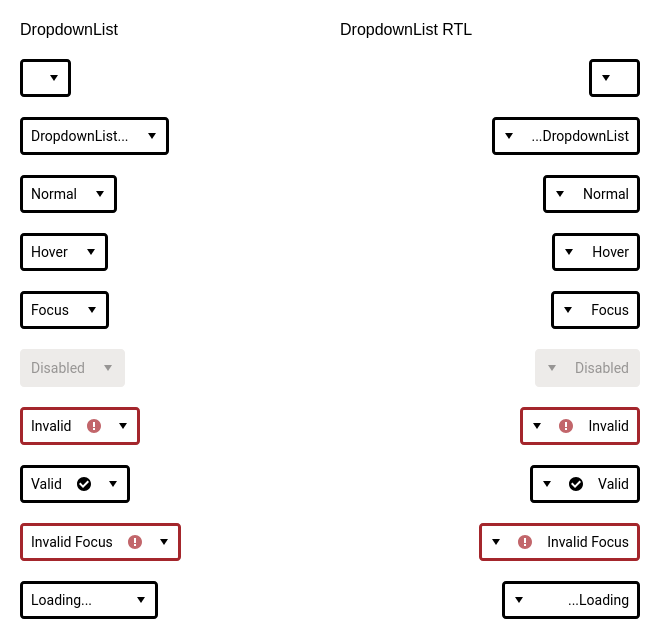 DropdownList
DropdownList RTL
DropdownList...
...DropdownList
Normal
Normal
Hover
Hover
Focus
Focus
Disabled
Disabled
Invalid
Invalid
Valid
Valid
Invalid Focus
Invalid Focus
Loading...
...Loading